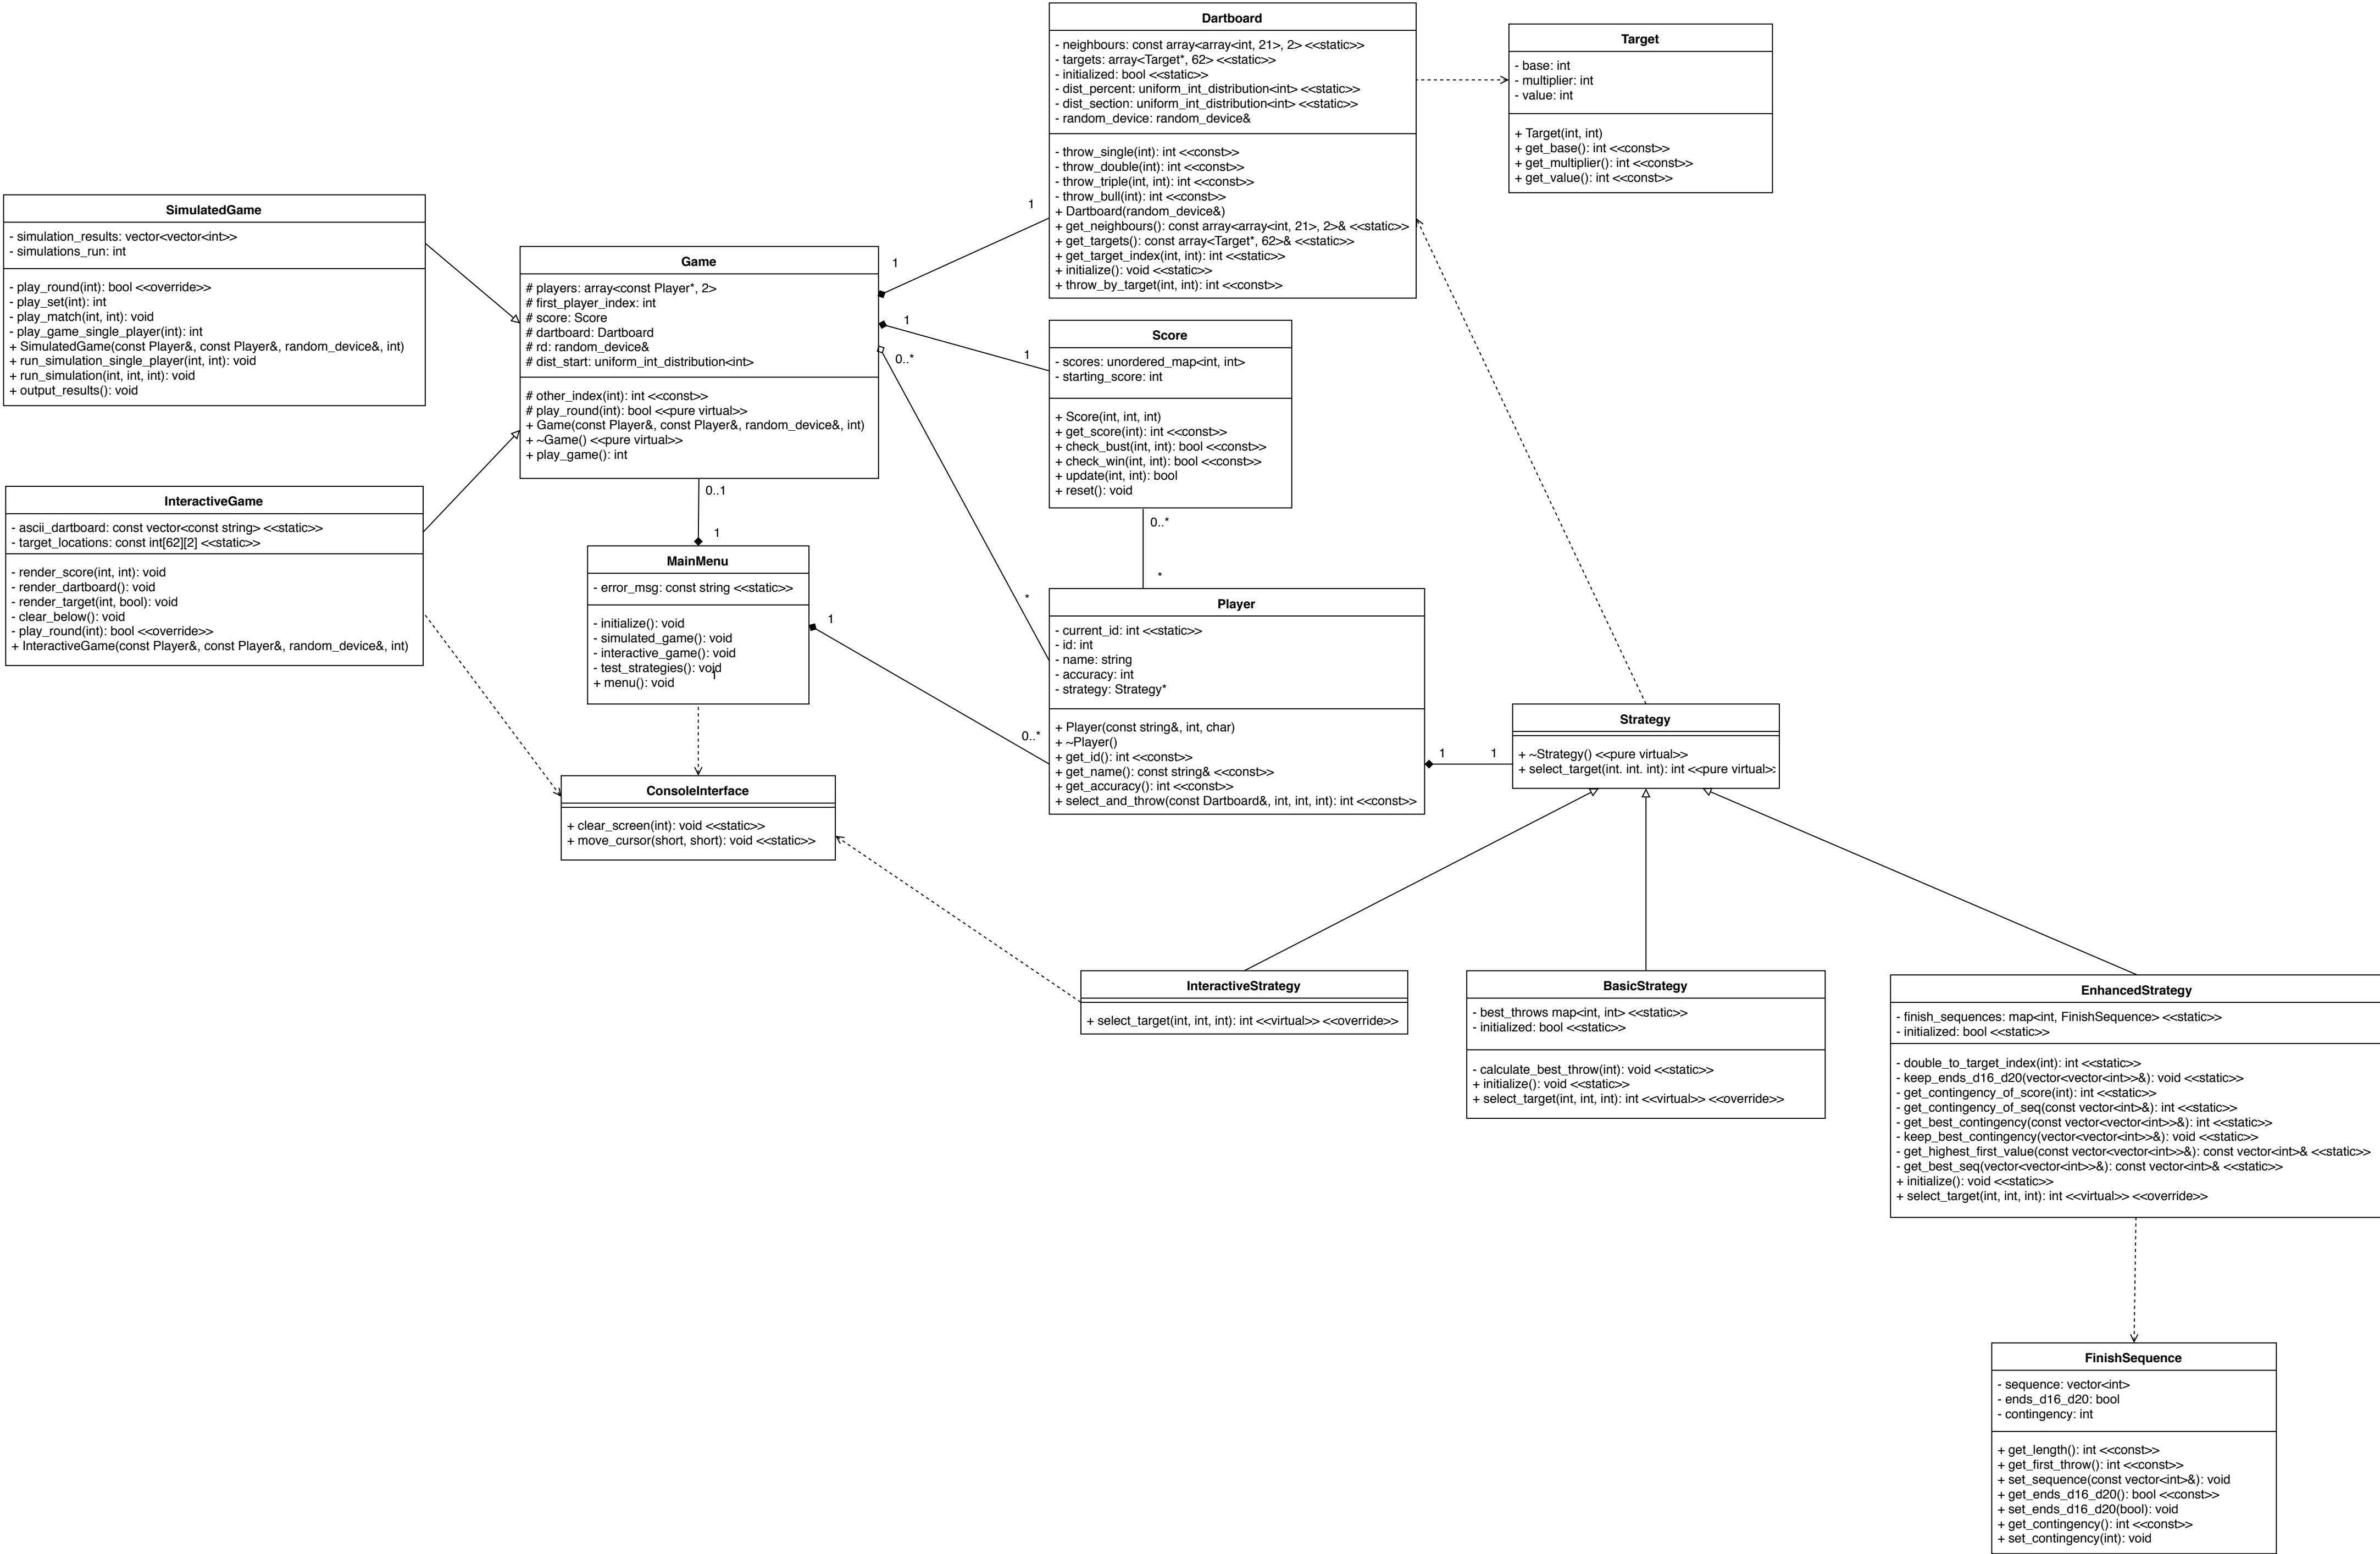 Dartboard
- neighbours: const array<array<int, 21>, 2> <<static>>
- targets: array<Target*, 62> <<static>>
- initialized: bool <<static>>
- dist_percent: uniform_int_distribution<int> <<static>>
- dist_section: uniform_int_distribution<int> <<static>>
- random_device: random_device&
- throw_single(int): int <<const>>
- throw_double(int): int <<const>>
- throw_triple(int, int): int <<const>>
- throw_bull(int): int <<const>>
+ Dartboard(random_device&)
+ get_neighbours(): const array<array<int, 21>, 2>& <<static>>
+ get_targets(): const array<Target*, 62>& <<static>>
+ get_target_index(int, int): int <<static>>
+ initialize(): void <<static>>
+ throw_by_target(int, int): int <<const>>
Target
- base: int
- multiplier: int
- value: int
+ Target(int, int)
+ get_base(): int <<const>>
+ get_multiplier(): int <<const>>
+ get_value(): int <<const>>
SimulatedGame
- simulation_results: vector<vector<int>>
- simulations_run: int
- play_round(int): bool <<override>>
- play_set(int): int
- play_match(int, int): void
- play_game_single_player(int): int
+ SimulatedGame(const Player&, const Player&, random_device&, int)
+ run_simulation_single_player(int, int): void
+ run_simulation(int, int, int): void
+ output_results(): void
Game
# players: array<const Player*, 2>
# first_player_index: int
# score: Score
# dartboard: Dartboard
# rd: random_device&
# dist_start: uniform_int_distribution<int>
# other_index(int): int <<const>>
# play_round(int): bool <<pure virtual>>
+ Game(const Player&, const Player&, random_device&, int)
+ ~Game() <<pure virtual>>
+ play_game(): int
1
1
1
1
0..*
*
0..1
1
Score
- scores: unordered_map<int, int>
- starting_score: int
+ Score(int, int, int)
+ get_score(int): int <<const>>
+ check_bust(int, int): bool <<const>>
+ check_win(int, int): bool <<const>>
+ update(int, int): bool
+ reset(): void
0..*
*
InteractiveGame
- ascii_dartboard: const vector<const string> <<static>>
- target_locations: const int[62][2] <<static>>
- render_score(int, int): void
- render_dartboard(): void
- render_target(int, bool): void
- clear_below(): void
- play_round(int): bool <<override>>
+ InteractiveGame(const Player&, const Player&, random_device&, int)
MainMenu
- error_msg: const string <<static>>
- initialize(): void
- simulated_game(): void
- interactive_game(): void
- test_strategies(): void
1
+ menu(): void
1
0..*
Player
- current_id: int <<static>>
- id: int
- name: string
- accuracy: int
- strategy: Strategy*
+ Player(const string&, int, char)
+ ~Player()
+ get_id(): int <<const>>
+ get_name(): const string& <<const>>
+ get_accuracy(): int <<const>>
+ select_and_throw(const Dartboard&, int, int, int): int <<const>>
1
1
Strategy
+ ~Strategy() <<pure virtual>>
+ select_target(int. int. int): int <<pure virtual>:
ConsoleInterface
+ clear_screen(int): void <<static>>
+ move_cursor(short, short): void <<static>>
InteractiveStrategy
+ select_target(int, int, int): int <<virtual>> <<override>>
BasicStrategy
- best_throws map<int, int> <<static>>
- initialized: bool <<static>>
- calculate_best_throw(int): void <<static>>
+ initialize(): void <<static>>
+ select_target(int, int, int): int <<virtual>> <<override>>
EnhancedStrategy
- finish_sequences: map<int, FinishSequence> <<static>>
- initialized: bool <<static>>
- double_to_target_index(int): int <<static>>
- keep_ends_d16_d20(vector<vector<int>>&): void <<static>>
- get_contingency_of_score(int): int <<static>>
- get_contingency_of_seq(const vector<int>&): int <<static>>
- get_best_contingency(const vector<vector<int>>&): int <<static>>
- keep_best_contingency(vector<vector<int>>&): void <<static>>
- get_highest_first_value(const vector<vector<int>>&): const vector<int>& <<static>>
- get_best_seq(vector<vector<int>>&): const vector<int>& <<static>>
+ initialize(): void <<static>>
+ select_target(int, int, int): int <<virtual>> <<override>>
FinishSequence
- sequence: vector<int>
- ends_d16_d20: bool
- contingency: int
+ get_length(): int <<const>>
+ get_first_throw(): int <<const>>
+ set_sequence(const vector<int>&): void
+ get_ends_d16_d20(): bool <<const>>
+ set_ends_d16_d20(bool): void
+ get_contingency(): int <<const>>
+ set_contingency(int): void